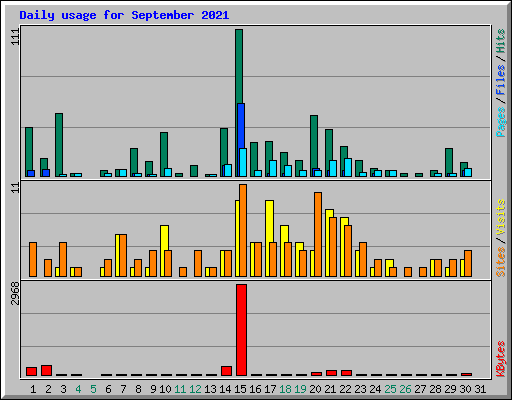 Daily usage for September 2021
111
Pages / Files / Hits
11
Sites / Visits
2968
KBytes
1 2 3 4 5 6 7 8 9 10 11 12 13 14 15 16 17 18 19 20 21 22 23 24 25 26 27 28 29 30 31